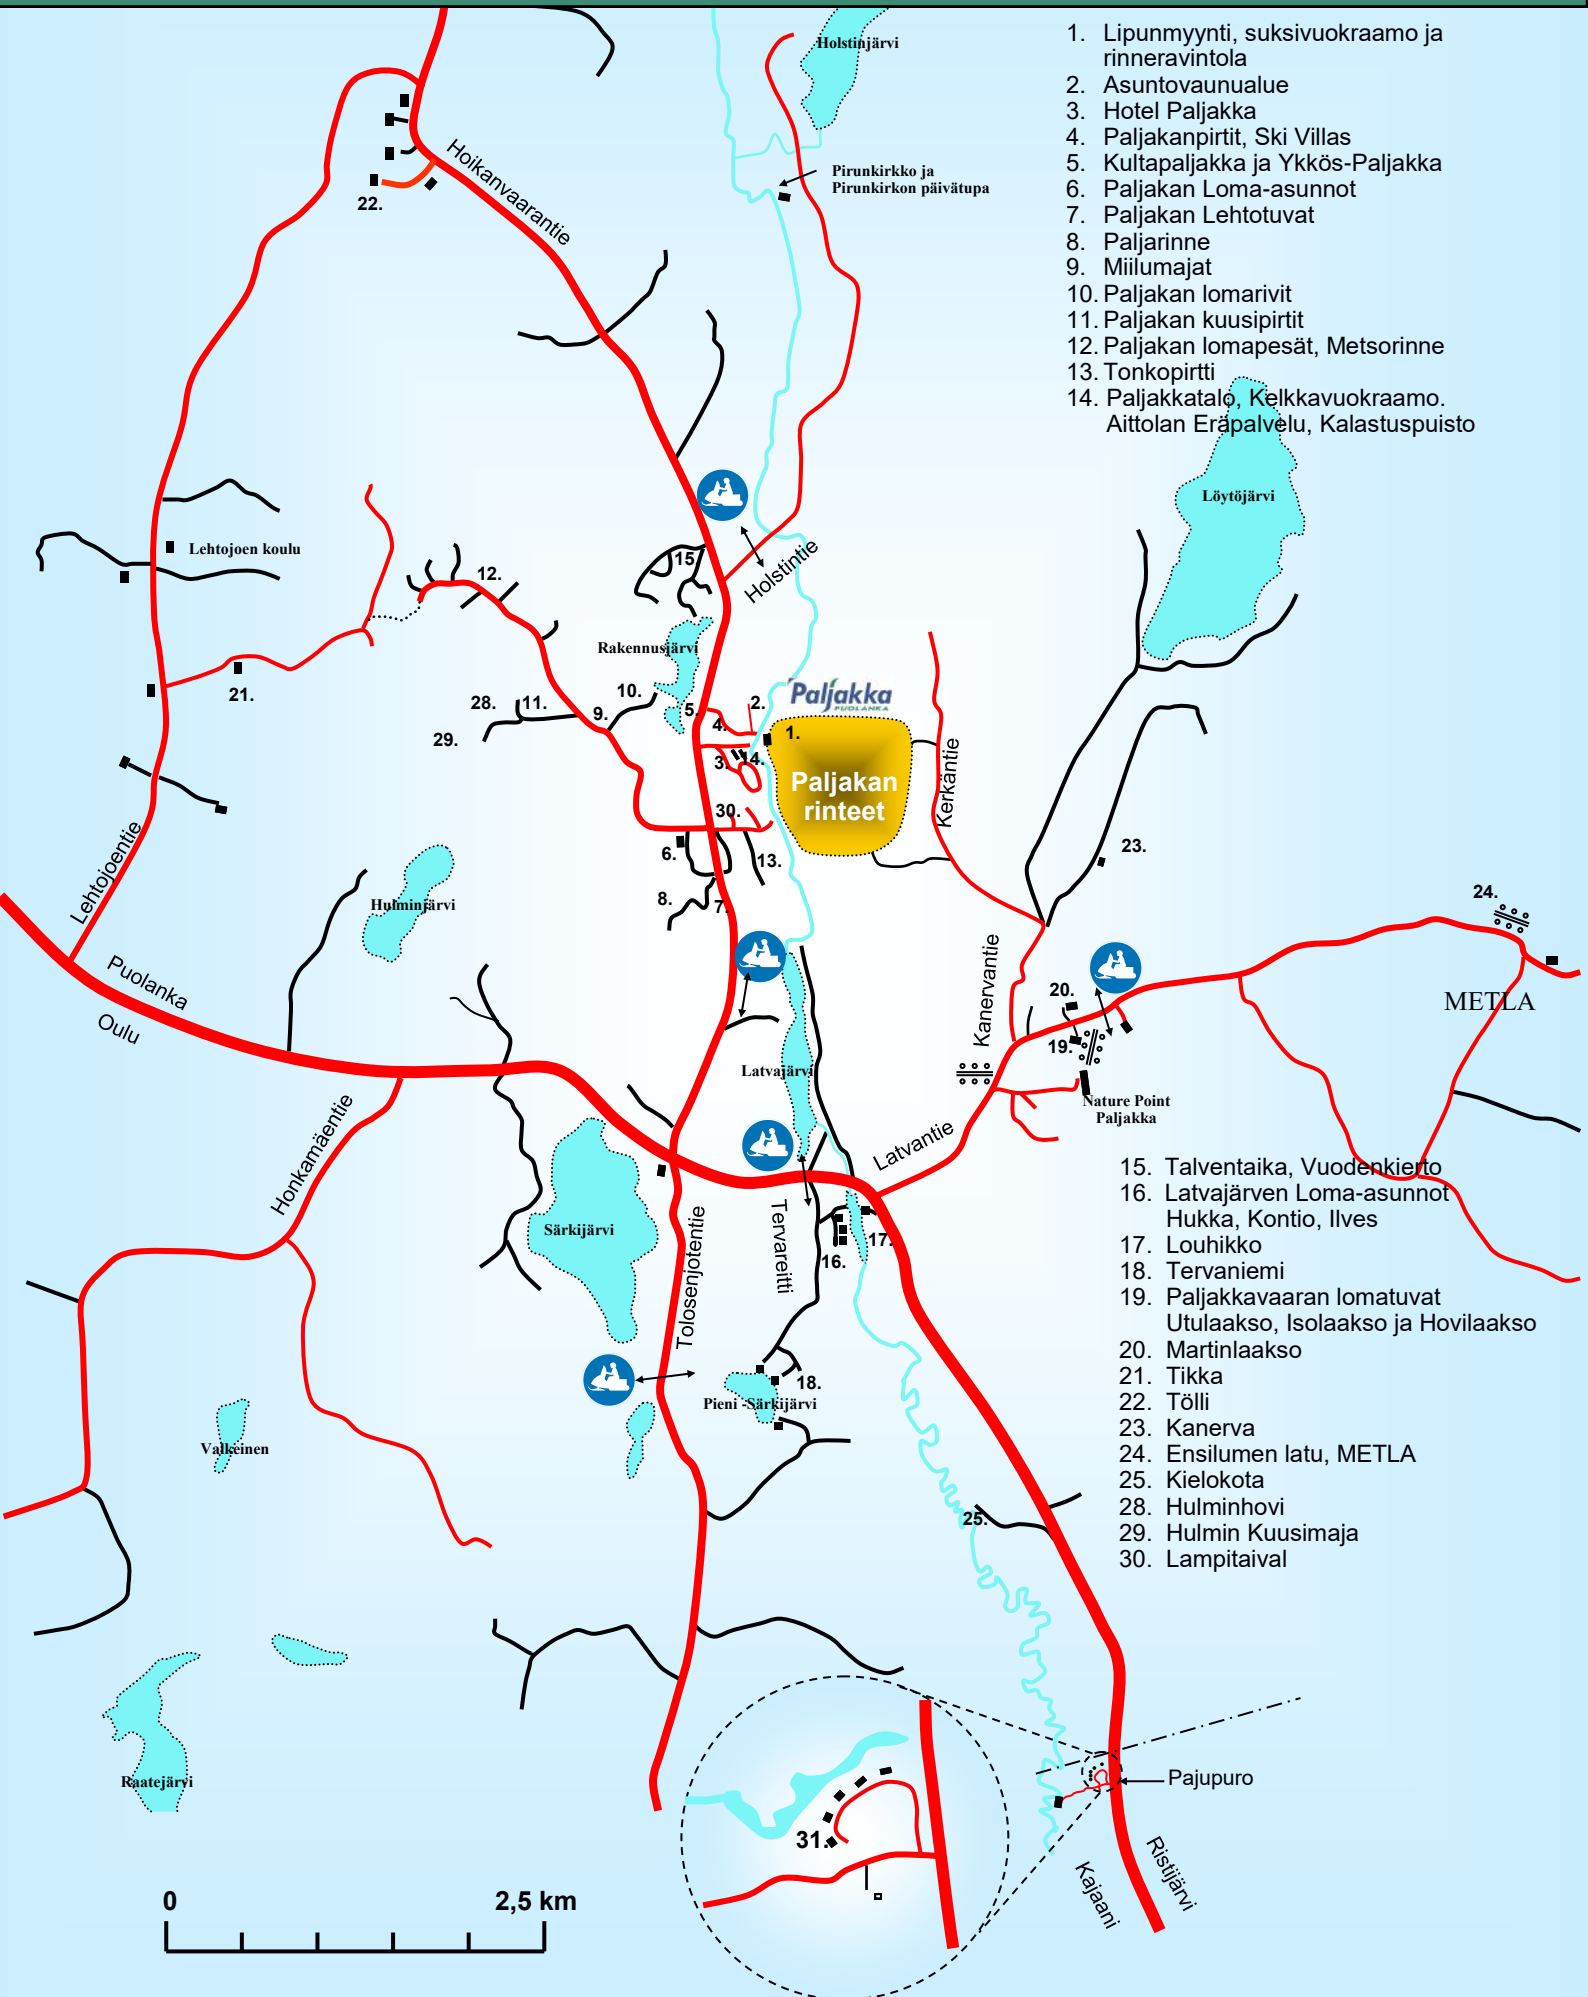 1. Lipunmyynti, suksivuokraamo ja
rinneravintola
2. Asuntovaunualue
3. Hotel Paljakka
4. Paljakanpirtit, Ski Villas
5. Kultapaljakka ja Ykkös-Paljakka
6. Paljakan Loma-asunnot
7. Paljakan Lehtotuvat
8. Paljarinne
9. Miilumajat
10. Paljakan lomarivit
11. Paljakan kuusipirtit
12. Paljakan lomapesät, Metsorinne
13. Tonkopirtti
14. Paljakkatalo, Kelkkavuokraamo.
Aittolan Eräpalvelu, Kalastuspuisto
Holstinjärvi
Hoikanvaarantie
Pirunkirkko ja
Pirunkirkon päivätupa
22.
Löytöjärvi
Lehtojoen koulu
12.
15.
Holstintie
Rakennusjärvi
21.
28.
11.
10.
9.
29.
5.
4.
2.
Paljakka
PUOLANKA
1.
3.
14.
Paljakan
rinteet
Kerkäntie
30.
6.
13.
8.
7.
23.
Lehtojoentie
Hulminjärvi
24.
Puolanka
Oulu
Kanervantie
20.
19.
METLA
Latvajärvi
Nature Point
Paljakka
Latvantie
Honkamäentie
Särkijärvi
Tolosenjotentie
Tervareitti
16.
17.
18.
Pieni -Särkijärvi
Valkeinen
15. Talventaika, Vuodenkierto
16. Latvajärven Loma-asunnot
Hukka, Kontio, Ilves
17. Louhikko
18. Tervaniemi
19. Paljakkavaaran lomatuvat
Utulaakso, Isolaakso ja Hovilaakso
20. Martinlaakso
21. Tikka
22. Tölli
23. Kanerva
24. Ensilumen latu, METLA
25. Kielokota
28. Hulminhovi
29. Hulmin Kuusimaja
30. Lampitaival
25.
Raatejärvi
Pajupuro
31.
Kajaani
Ristijärvi
0
2,5 km